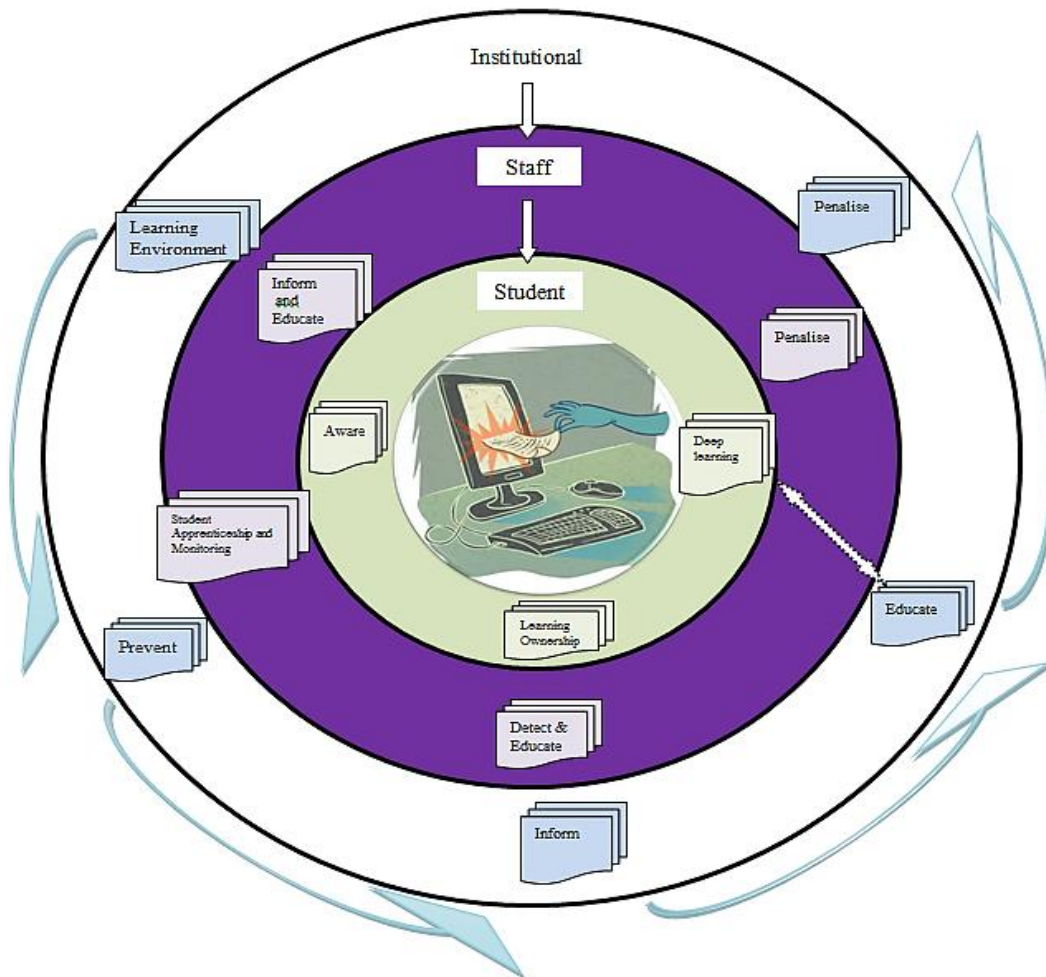 Institutional
Staff
Penalise
Learning
Environment
Inform
and
Educate
Student
Penalise
Aware
Deep
learning
Student
Apprenticeship and
Monitoring
Educate
Learning
Ownership
Prevent
Detect &
Educate
Inform